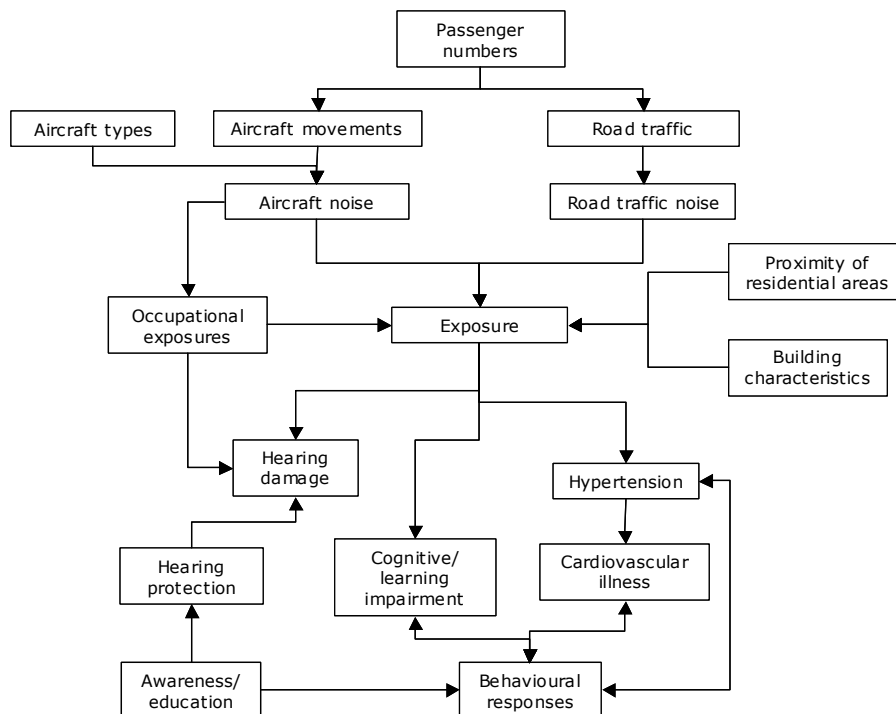 Passenger
numbers
Aircraft types
Aircraft movements
Road traffic
Aircraft noise
Road traffic noise
Proximity of
residential areas
Occupational
exposures
Exposure
Building
characteristics
Hearing
damage
Hypertension
Hearing
protection
Cognitive/
learning
impairment
Cardiovascular
illness
Awareness/
education
Behavioural
responses